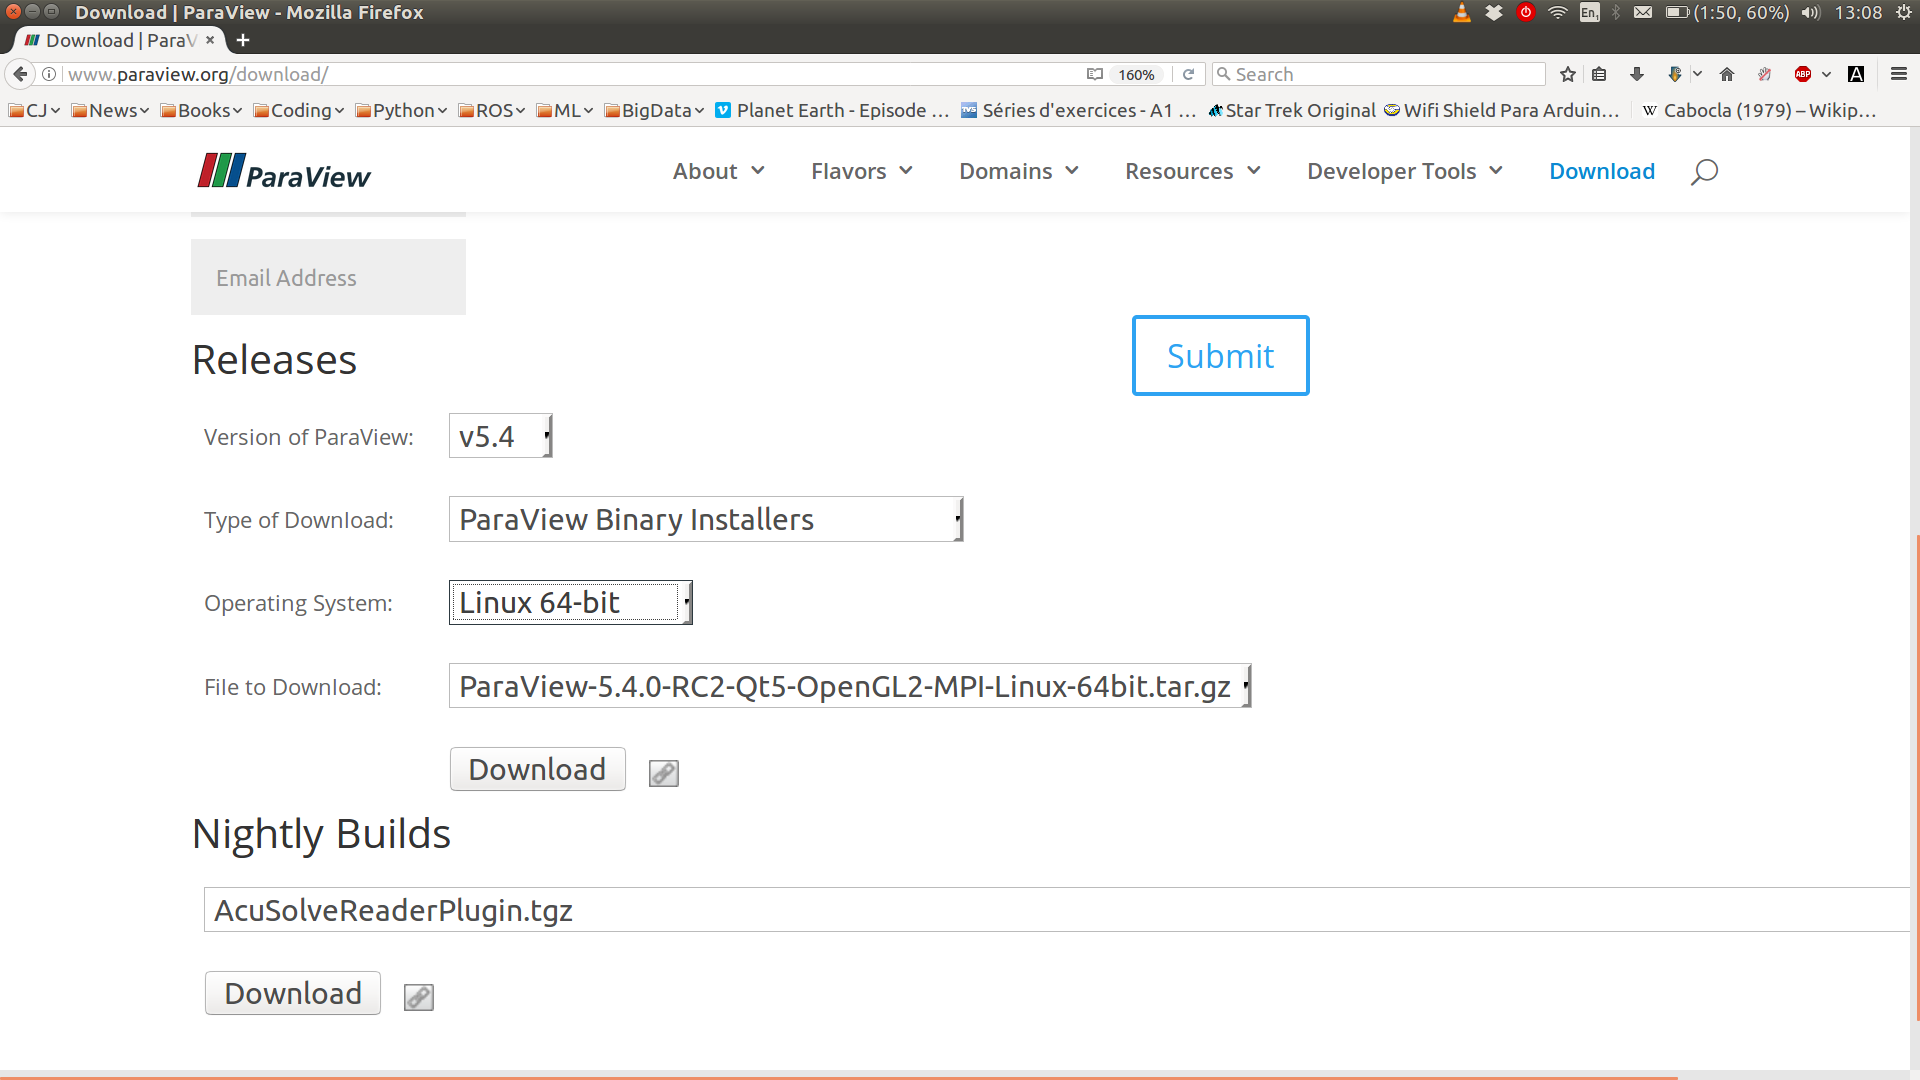 Download | ParaView - Mozilla Firefox
En1
(1:50, 60%)
13:08
Download | ParaV
www.paraview.org/download/
160%
Search
ABP
A
CJ
News
Books
Coding
Python
ROS
ML
BigData
Planet Earth - Episode …
Séries d'exercices - A1 …
Star Trek Original
Wifi Shield Para Arduin…
W Cabocla (1979) – Wikip…
ParaView
About
Flavors
Domains
Resources
Developer Tools
Download
Email Address
Submit
Releases
Version of ParaView:
v5.4
Type of Download:
ParaView Binary Installers
Operating System:
Linux 64-bit
File to Download:
ParaView-5.4.0-RC2-Qt5-OpenGL2-MPI-Linux-64bit.tar.gz
Download
Nightly Builds
AcuSolveReaderPlugin.tgz
Download